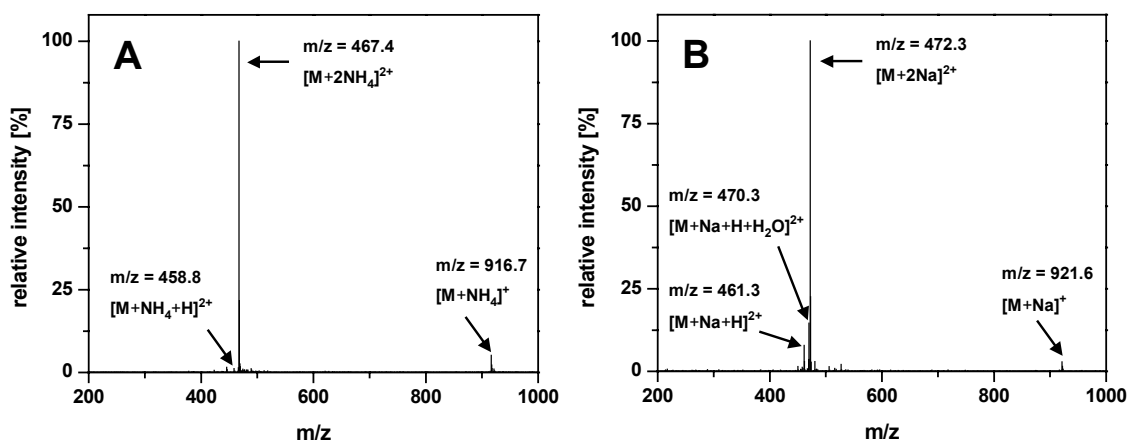 A
relative intensity [%]
100
75
50
25
0
m/z = 467.4
[M+2NH₄]²⁺
m/z = 458.8
[M+NH₄+H]²⁺
m/z = 916.7
[M+NH₄]⁺
200
400
600
800
1000
m/z
B
relative intensity [%]
100
75
50
25
0
m/z = 472.3
[M+2Na]²⁺
m/z = 470.3
[M+Na+H+H₂O]²⁺
m/z = 461.3
[M+Na+H]²⁺
m/z = 921.6
[M+Na]⁺
200
400
600
800
1000
m/z